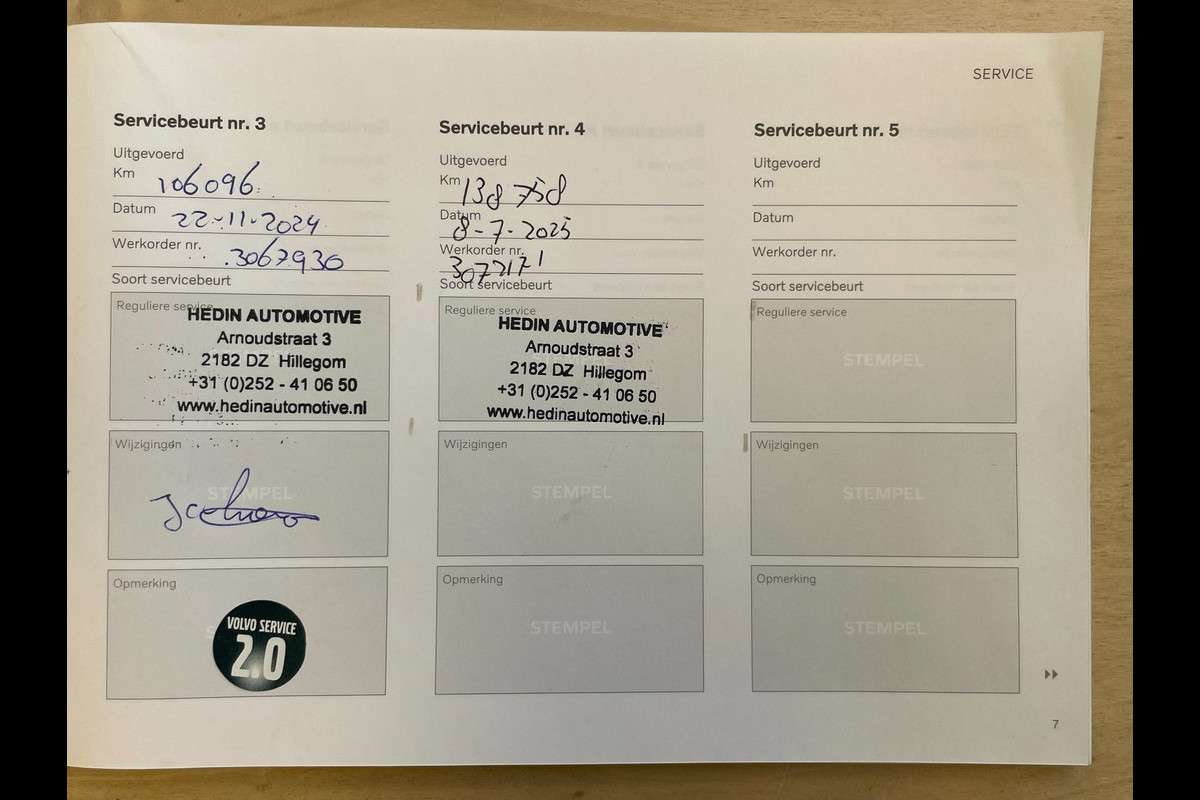 SERVICE
Servicebeurt nr. 3
Uitgevoerd
Km 106096
Datum 22-11-2024
Werkorder nr. 3067930
Soort servicebeurt
Reguliere service
HEDIN AUTOMOTIVE
Arnoudstraat 3
2182 DZ Hillegom
+31 (0)252 - 41 06 50
www.hedinautomotive.nl
Wijzigingen
STEMPEL
Opmerking
VOLVO SERVICE
2.0
Servicebeurt nr. 4
Uitgevoerd
Km 138 758
Datum 8-7-2025
Werkorder nr. 3072171
Soort servicebeurt
Reguliere service
HEDIN AUTOMOTIVE
Arnoudstraat 3
2182 DZ Hillegom
+31 (0)252 - 41 06 50
www.hedinautomotive.nl
Wijzigingen
STEMPEL
Opmerking
STEMPEL
Servicebeurt nr. 5
Uitgevoerd
Km
Datum
Werkorder nr.
Soort servicebeurt
Reguliere service
STEMPEL
Wijzigingen
STEMPEL
Opmerking
STEMPEL
7